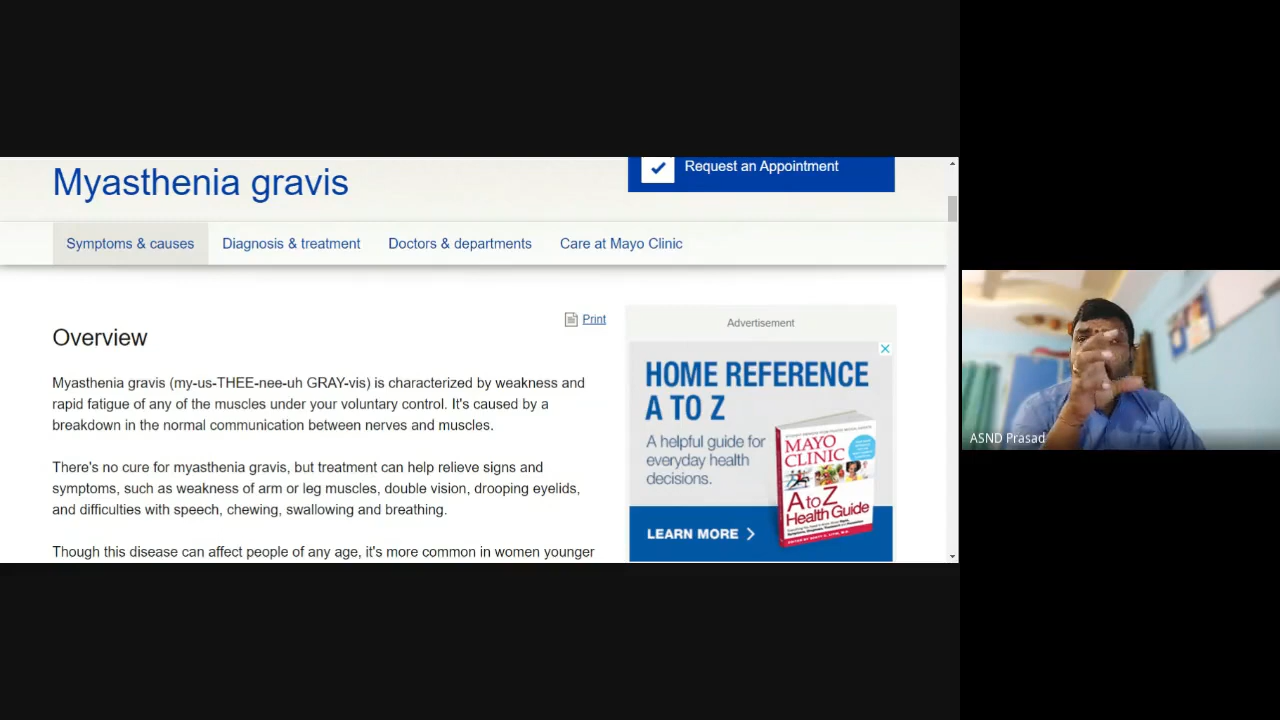 Myasthenia gravis
Request an Appointment
Symptoms & causes
Diagnosis & treatment
Doctors & departments
Care at Mayo Clinic
Print
Overview
Myasthenia gravis (my-us-THEE-nee-uh GRAY-vis) is characterized by weakness and
rapid fatigue of any of the muscles under your voluntary control. It's caused by a
breakdown in the normal communication between nerves and muscles.
There's no cure for myasthenia gravis, but treatment can help relieve signs and
symptoms, such as weakness of arm or leg muscles, double vision, drooping eyelids,
and difficulties with speech, chewing, swallowing and breathing.
Though this disease can affect people of any age, it's more common in women younger
Advertisement
HOME REFERENCE
A TO Z
A helpful guide for
everyday health
decisions.
LEARN MORE
MAYO
CLINIC
A to Z
Health Guide
ASND Prasad